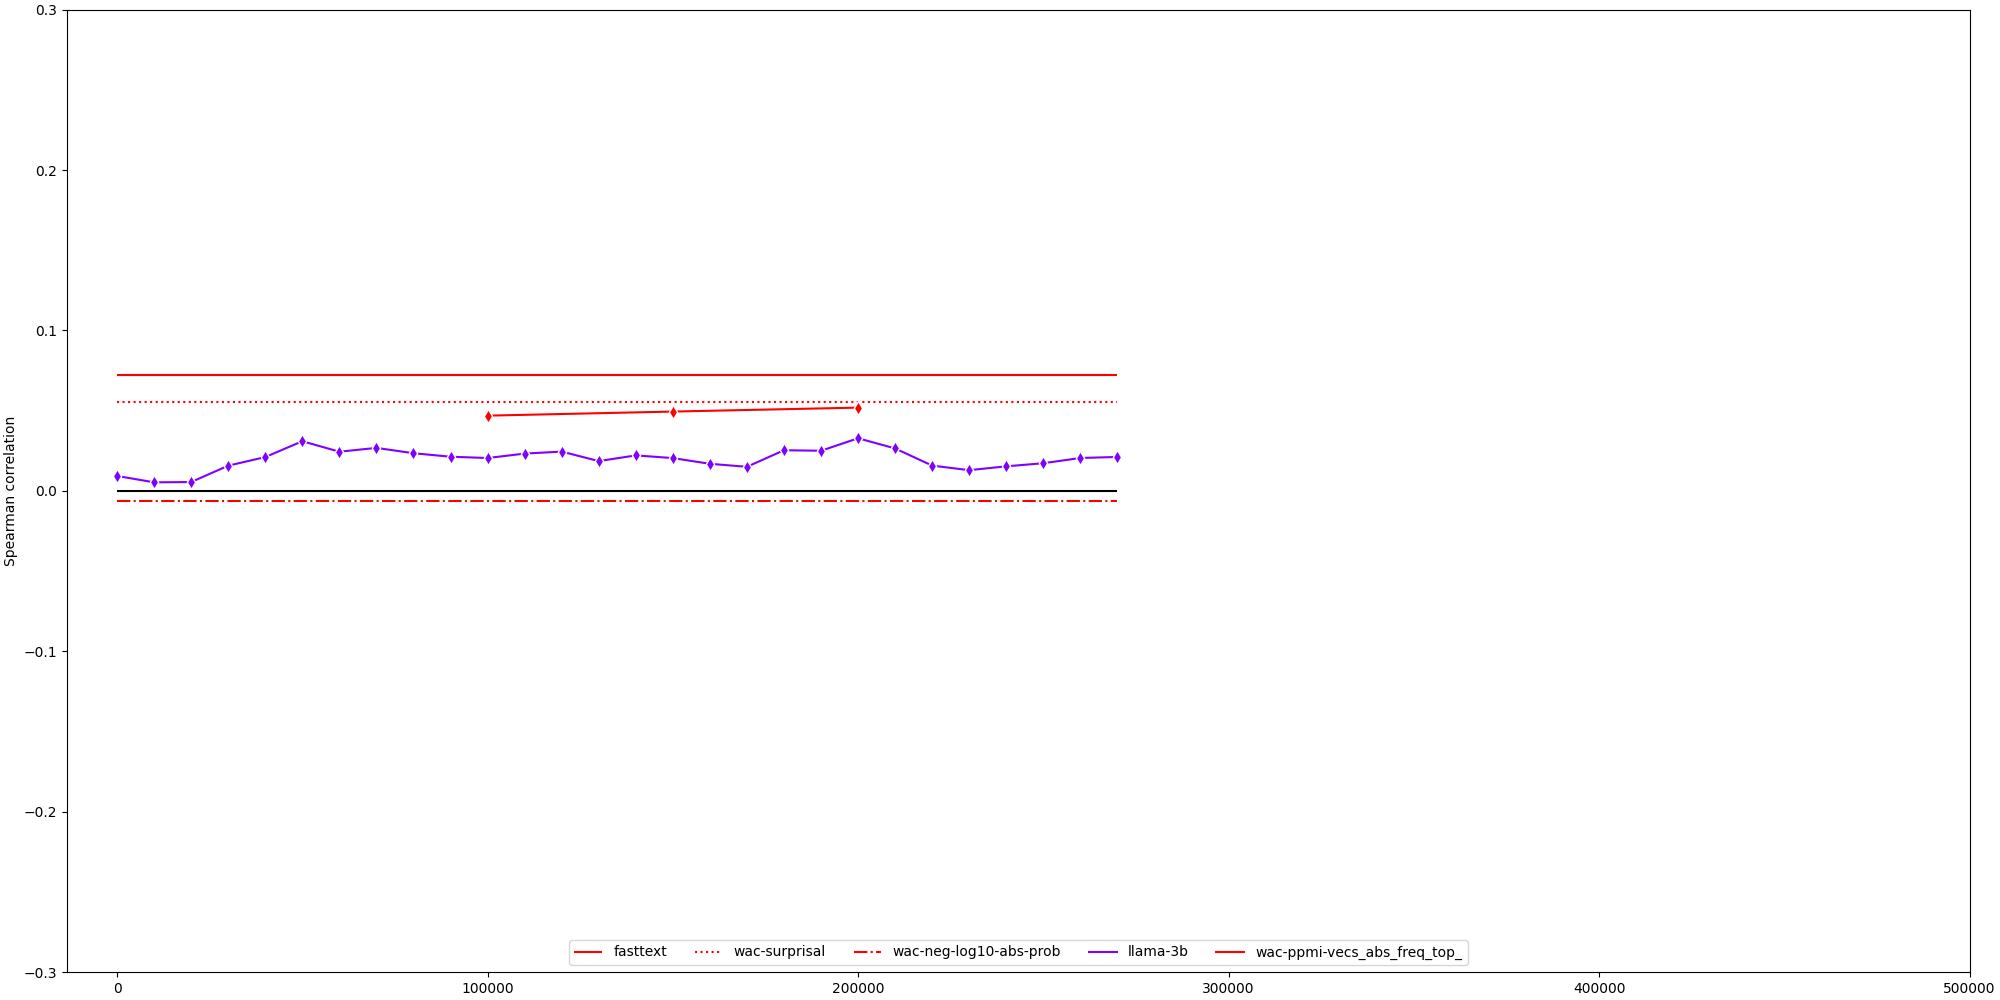 0.3
0.2
0.1
0.0
−0.1
−0.2
−0.3
Spearman correlation
fasttext wac-surprisal wac-neg-log10-abs-prob llama-3b wac-ppmi-vecs_abs_freq_top_
0 100000 200000 300000 400000 500000